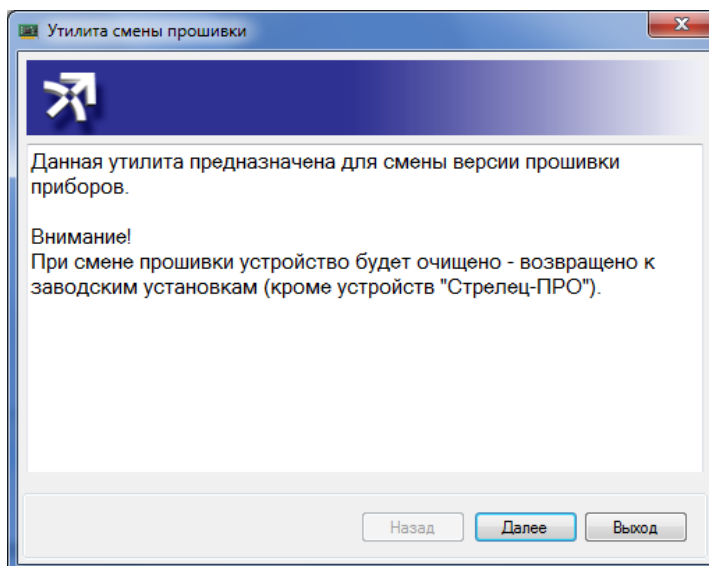 Утилита смены прошивки
Данная утилита предназначена для смены версии прошивки
приборов.
Внимание!
При смене прошивки устройство будет очищено - возвращено к
заводским установкам (кроме устройств "Стрелец-ПРО").
Назад
Далее
Выход